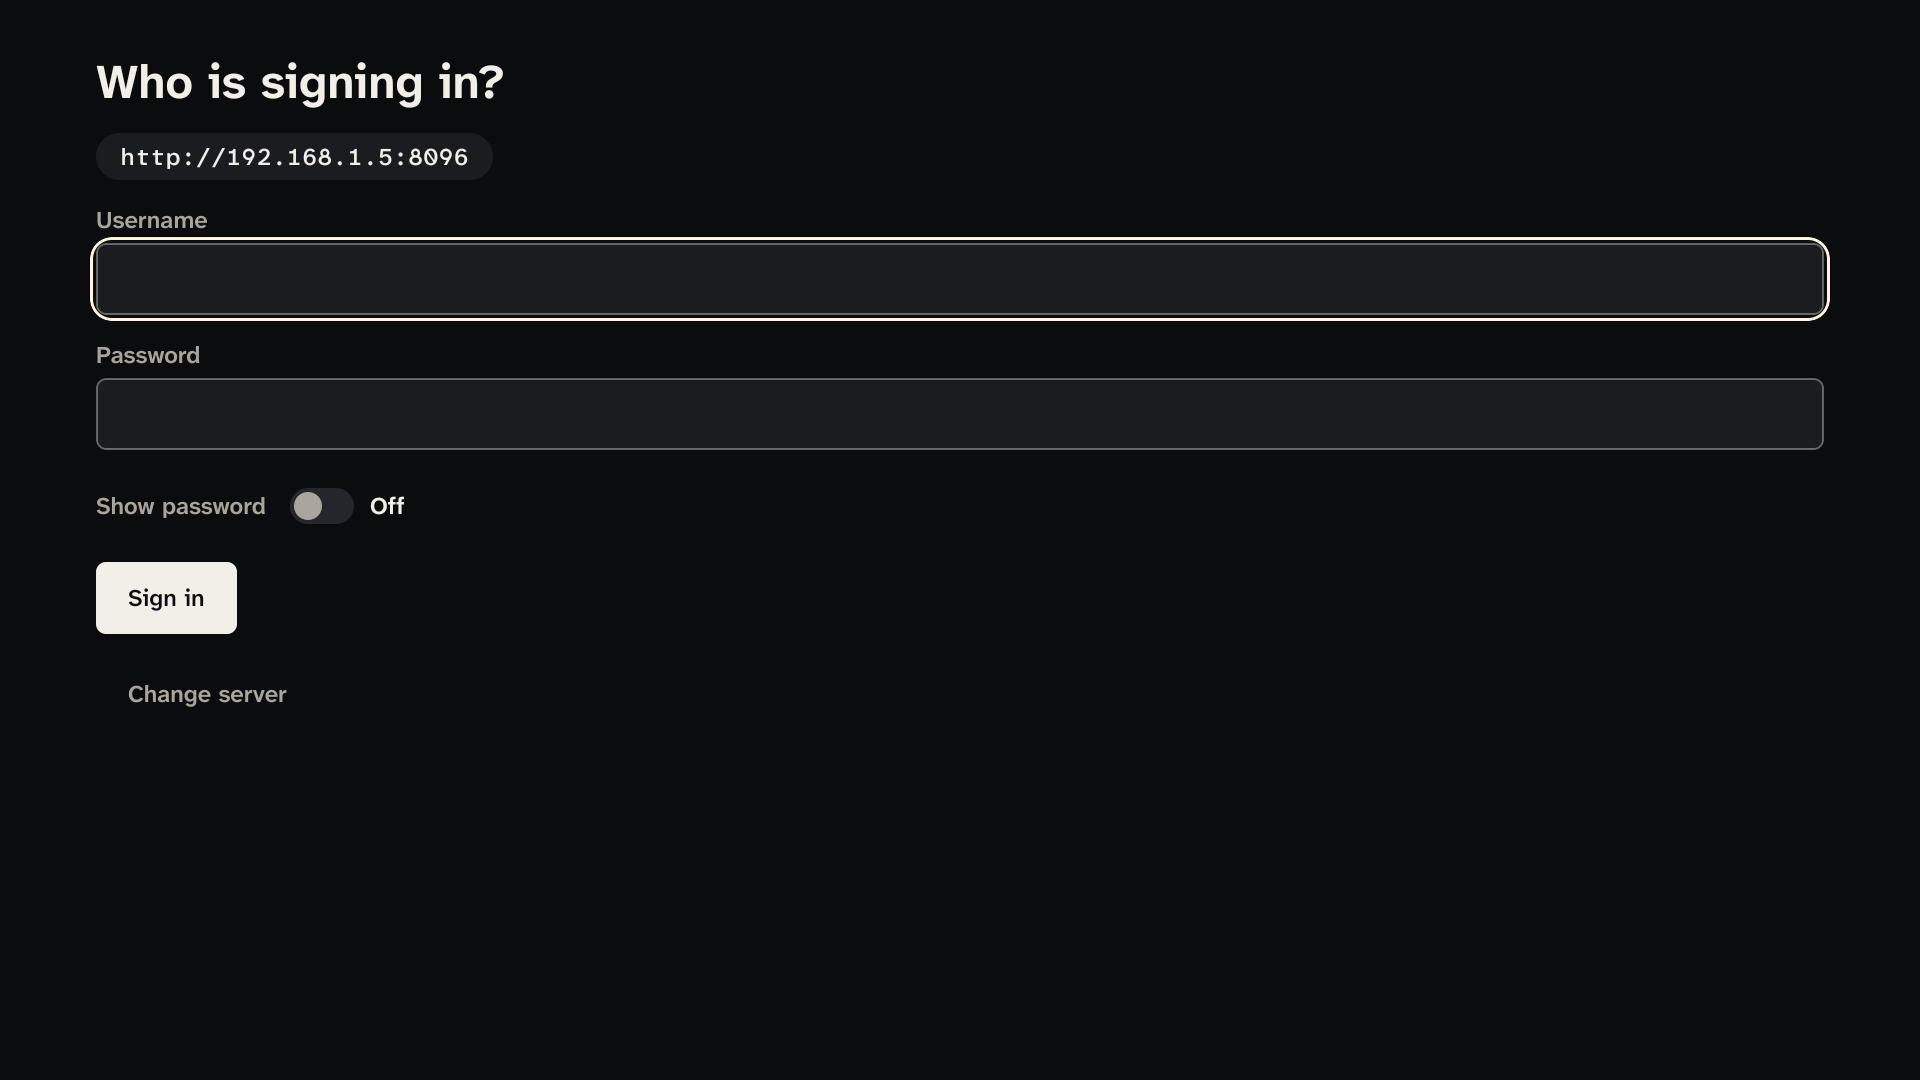 Who is signing in?
http://192.168.1.5:8096
Username
Password
Show password Off
Sign in
Change server